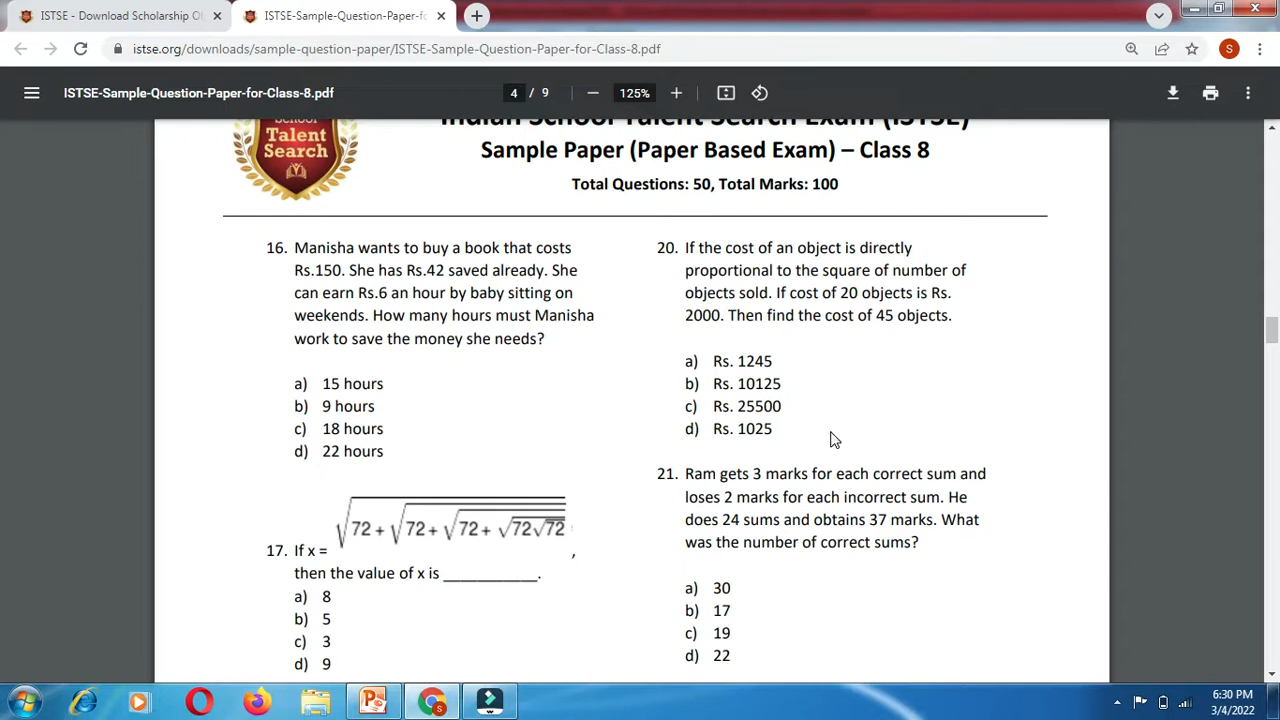 ISTSE - Download Scholarship Ol
ISTSE-Sample-Question-Paper-for
istse.org/downloads/sample-question-paper/ISTSE-Sample-Question-Paper-for-Class-8.pdf
S
ISTSE-Sample-Question-Paper-for-Class-8.pdf
4 / 9
125%
School
Talent
Search
Indian School Talent Search Exam (ISTSE)
Sample Paper (Paper Based Exam) – Class 8
Total Questions: 50, Total Marks: 100
16. Manisha wants to buy a book that costs
Rs.150. She has Rs.42 saved already. She
can earn Rs.6 an hour by baby sitting on
weekends. How many hours must Manisha
work to save the money she needs?
a) 15 hours
b) 9 hours
c) 18 hours
d) 22 hours
√72 + √72 + √72 + √72√72
17. If x = ,
then the value of x is ____________.
a) 8
b) 5
c) 3
d) 9
20. If the cost of an object is directly
proportional to the square of number of
objects sold. If cost of 20 objects is Rs.
2000. Then find the cost of 45 objects.
a) Rs. 1245
b) Rs. 10125
c) Rs. 25500
d) Rs. 1025
21. Ram gets 3 marks for each correct sum and
loses 2 marks for each incorrect sum. He
does 24 sums and obtains 37 marks. What
was the number of correct sums?
a) 30
b) 17
c) 19
d) 22
6:30 PM
3/4/2022